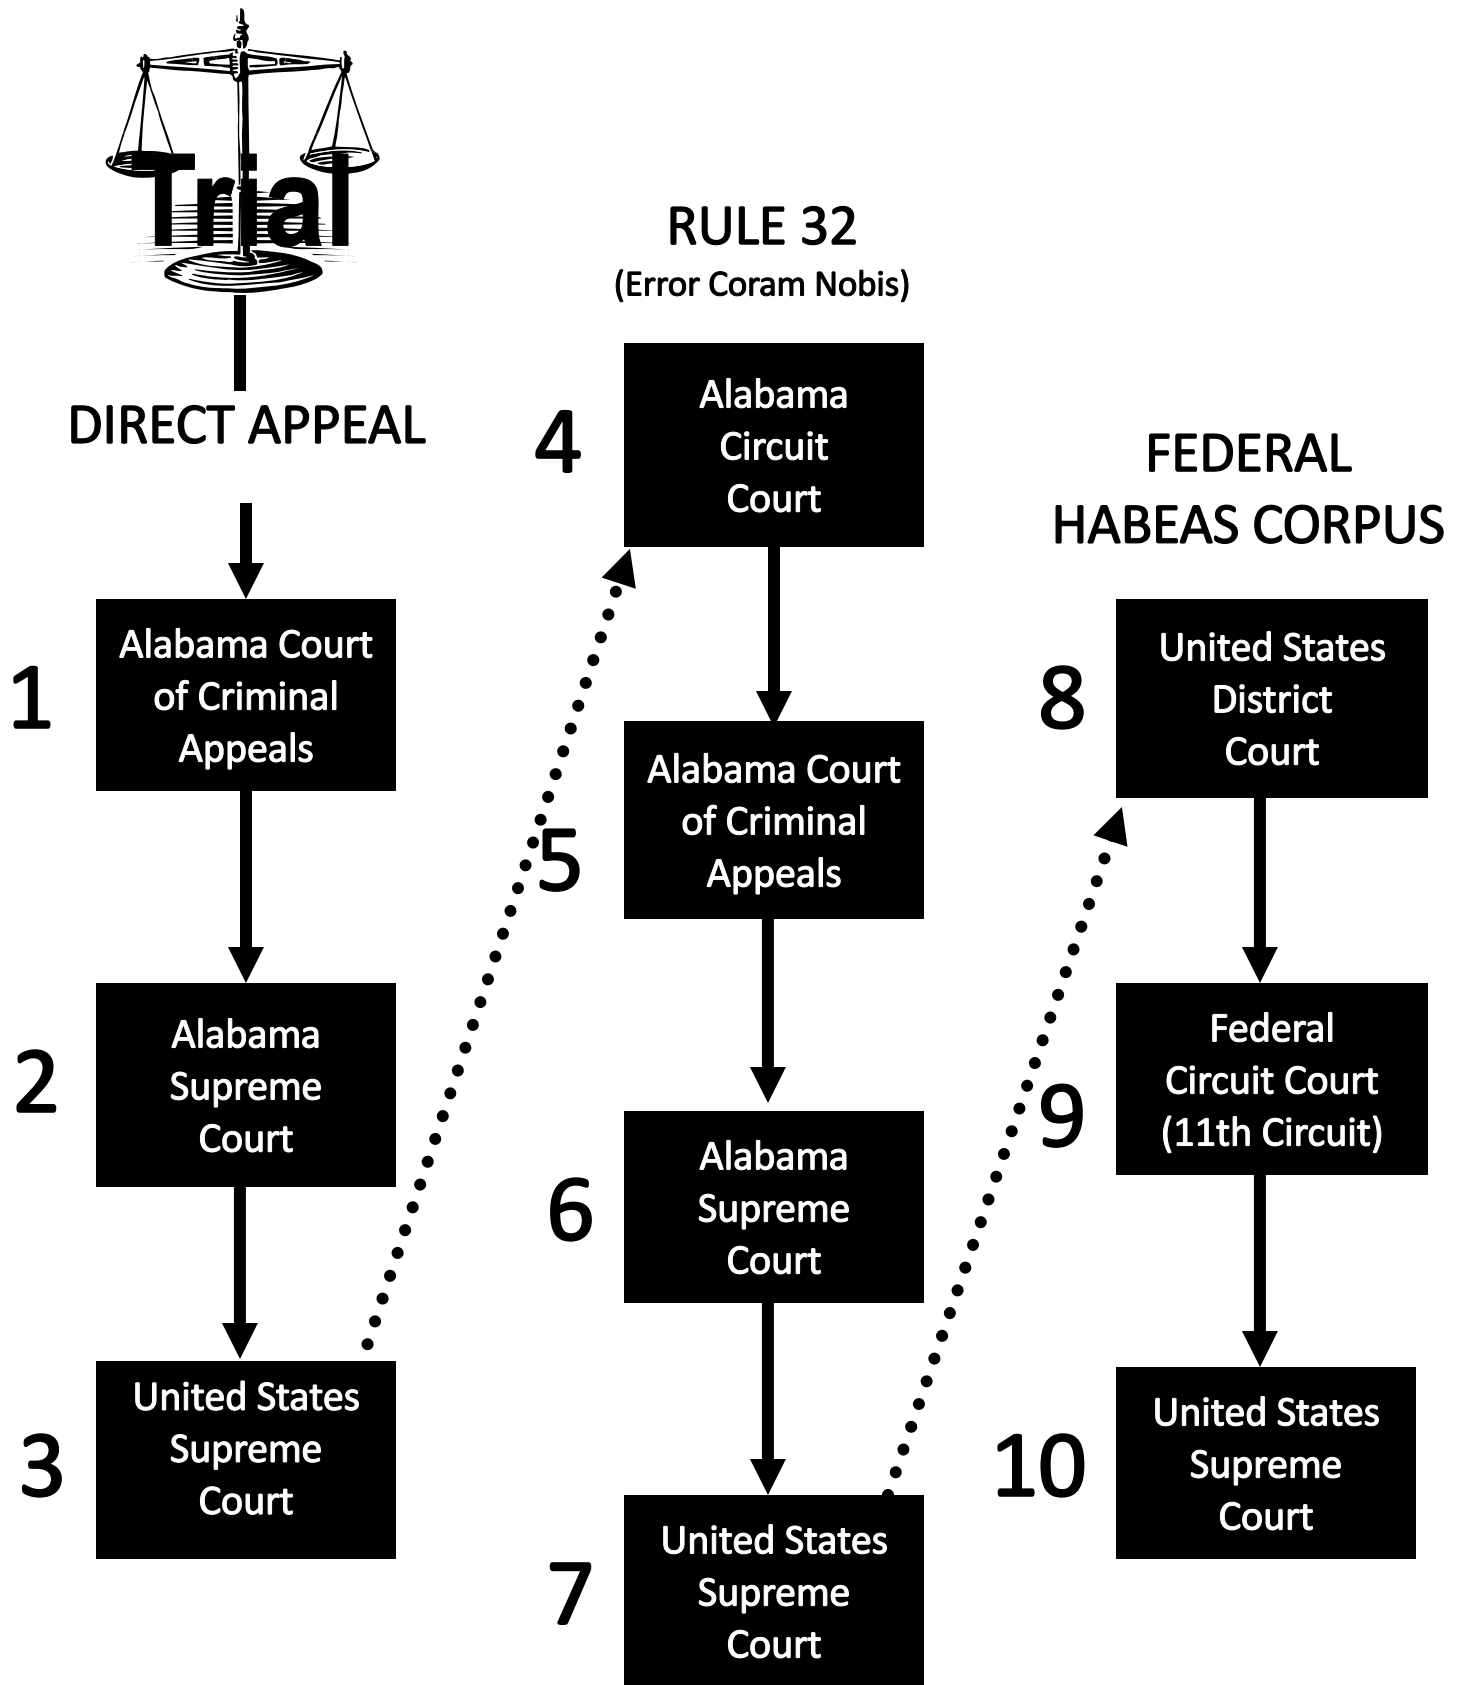 Trial
DIRECT APPEAL
1
Alabama Court
of Criminal
Appeals
2
Alabama
Supreme
Court
3
United States
Supreme
Court
RULE 32
(Error Coram Nobis)
4
Alabama
Circuit
Court
5
Alabama Court
of Criminal
Appeals
6
Alabama
Supreme
Court
7
United States
Supreme
Court
FEDERAL
HABEAS CORPUS
8
United States
District
Court
9
Federal
Circuit Court
(11th Circuit)
10
United States
Supreme
Court